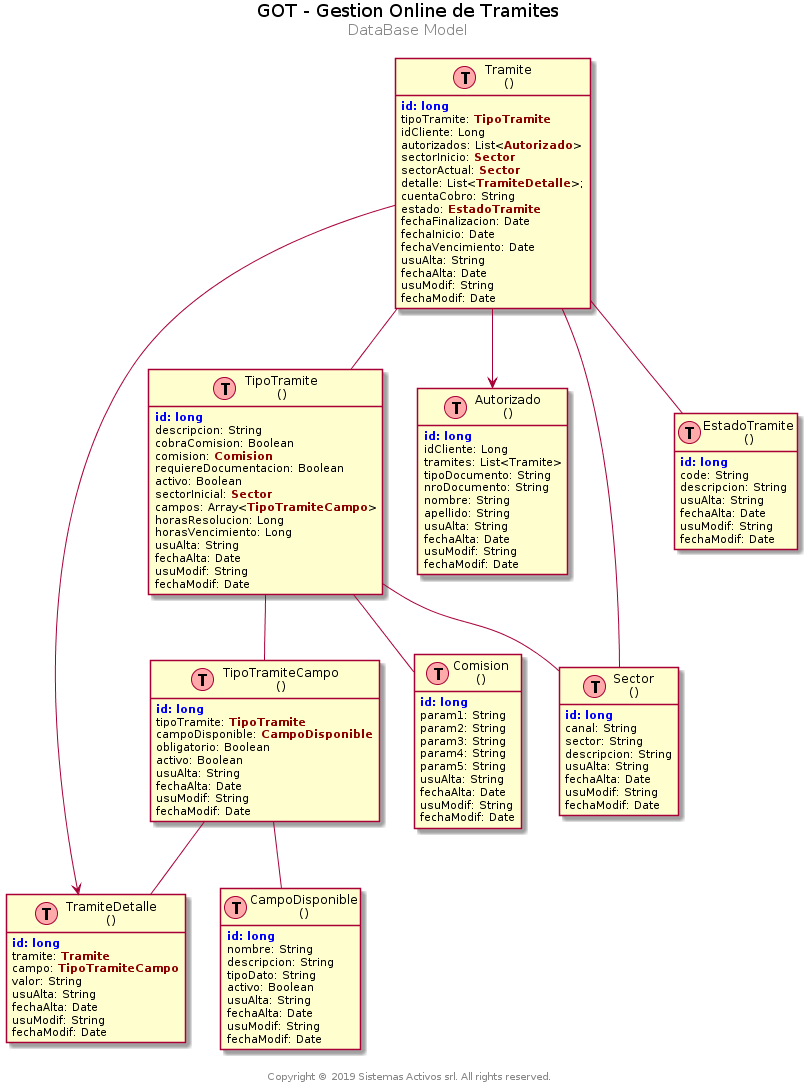 GOT - Gestion Online de Tramites
DataBase Model
T
Tramite
()
id: long
tipoTramite: TipoTramite
idCliente: Long
autorizados: List<Autorizado>
sectorInicio: Sector
sectorActual: Sector
detalle: List<TramiteDetalle>;
cuentaCobro: String
estado: EstadoTramite
fechaFinalizacion: Date
fechaInicio: Date
fechaVencimiento: Date
usuAlta: String
fechaAlta: Date
usuModif: String
fechaModif: Date
T
TipoTramite
()
id: long
descripcion: String
cobraComision: Boolean
comision: Comision
requiereDocumentacion: Boolean
activo: Boolean
sectorInicial: Sector
campos: Array<TipoTramiteCampo>
horasResolucion: Long
horasVencimiento: Long
usuAlta: String
fechaAlta: Date
usuModif: String
fechaModif: Date
T
Autorizado
()
id: long
idCliente: Long
tramites: List<Tramite>
tipoDocumento: String
nroDocumento: String
nombre: String
apellido: String
usuAlta: String
fechaAlta: Date
usuModif: String
fechaModif: Date
T
EstadoTramite
()
id: long
code: String
descripcion: String
usuAlta: String
fechaAlta: Date
usuModif: String
fechaModif: Date
T
TipoTramiteCampo
()
id: long
tipoTramite: TipoTramite
campoDisponible: CampoDisponible
obligatorio: Boolean
activo: Boolean
usuAlta: String
fechaAlta: Date
usuModif: String
fechaModif: Date
T
Comision
()
id: long
param1: String
param2: String
param3: String
param4: String
param5: String
usuAlta: String
fechaAlta: Date
usuModif: String
fechaModif: Date
T
Sector
()
id: long
canal: String
sector: String
descripcion: String
usuAlta: String
fechaAlta: Date
usuModif: String
fechaModif: Date
T
TramiteDetalle
()
id: long
tramite: Tramite
campo: TipoTramiteCampo
valor: String
usuAlta: String
fechaAlta: Date
usuModif: String
fechaModif: Date
T
CampoDisponible
()
id: long
nombre: String
descripcion: String
tipoDato: String
activo: Boolean
usuAlta: String
fechaAlta: Date
usuModif: String
fechaModif: Date
Copyright © 2019 Sistemas Activos srl. All rights reserved.